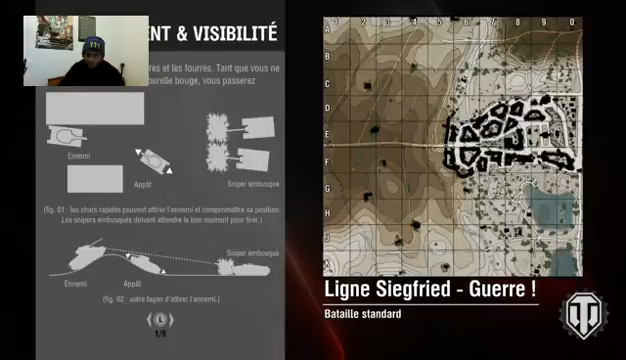 ENT & VISIBILITÉ
res et les fourrés. Tant que vous ne
perelle bouge, vous passerez
Ennemi
Appât
Sniper embusqué
(fig. 01 : les chars rapides peuvent attirer l'ennemi et compromettre sa position.
Les snipers embusqués doivent attendre le bon moment pour tirer.)
Sniper embusqué
Ennemi
Appât
(fig. 02 : autre façon d'attirer l'ennemi.)
L
1/5
1 2 3 4 5 6 7 8 9 0
A
B
C
D
E
F
G
H
J
K
Ligne Siegfried - Guerre !
Bataille standard